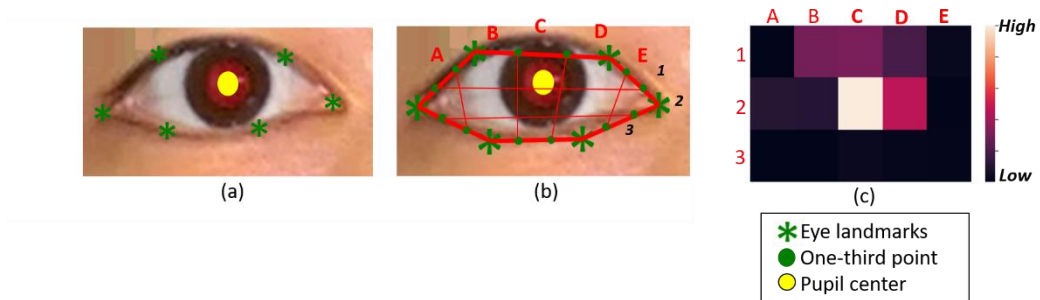 A B C D E
1
2
3
(a)
A B C D E
1
2
3
(b)
High
Low
(c)
Eye landmarks
One-third point
Pupil center